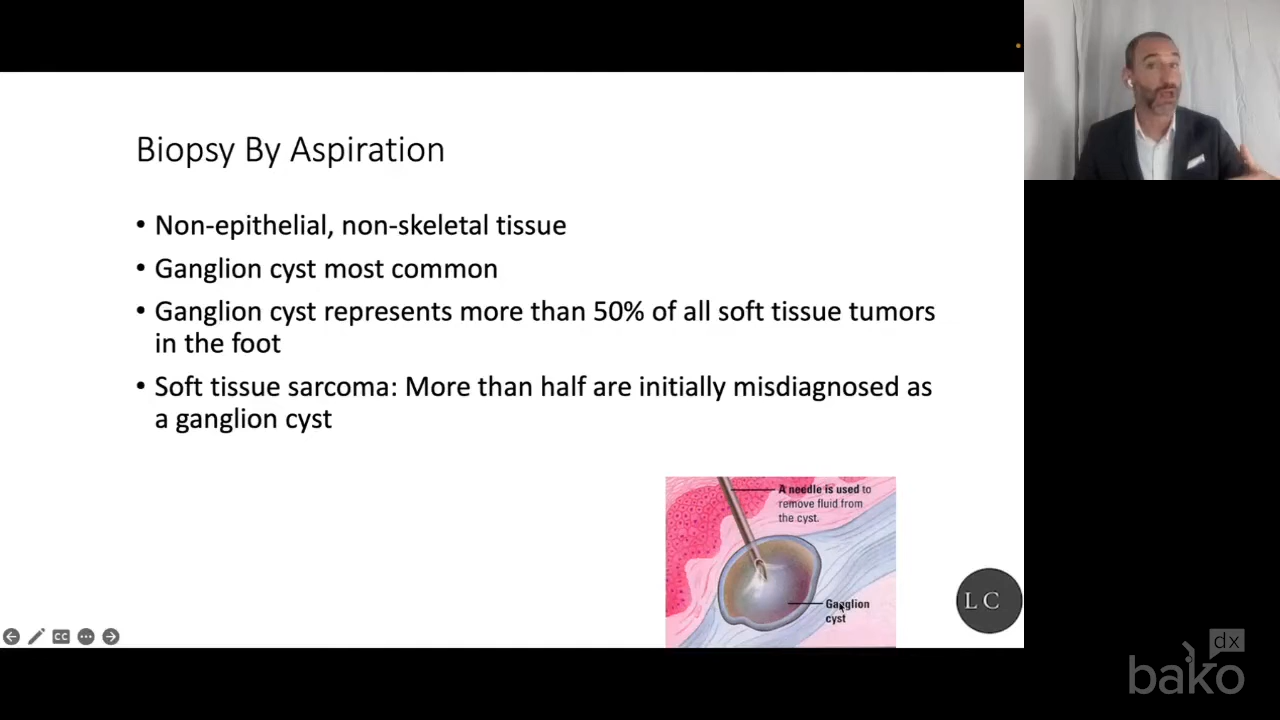 Biopsy By Aspiration
• Non-epithelial, non-skeletal tissue
• Ganglion cyst most common
• Ganglion cyst represents more than 50% of all soft tissue tumors
in the foot
• Soft tissue sarcoma: More than half are initially misdiagnosed as
a ganglion cyst
A needle is used to
remove fluid from
the cyst.
Ganglion
cyst
LC
CC
dx
bako